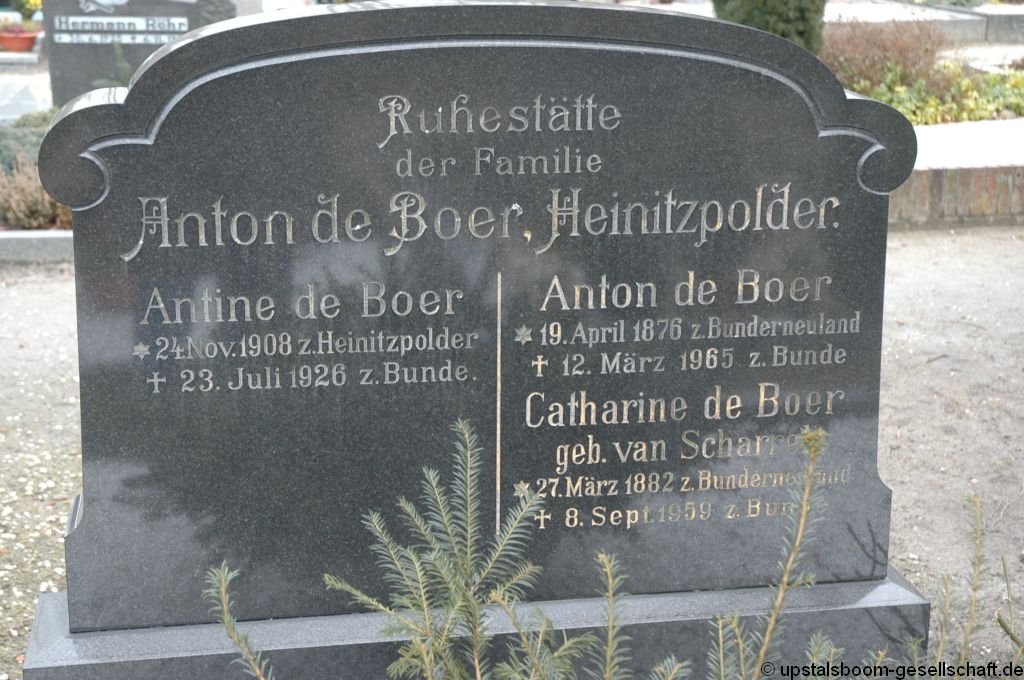 Hermann Röhr
Ruhestätte
der Familie
Anton de Boer, Heinitzpolder.
Antine de Boer
* 24. Nov. 1908 z. Heinitzpolder
† 23. Juli 1926 z. Bunde.
Anton de Boer
* 19. April 1876 z. Bunderneuland
† 12. März 1965 z. Bunde
Catharine de Boer
geb. van
* 27. März 1882 z. Bunderneuland
† 8. Sept. 1959 z. Bunde
© upstalsboom-gesellschaft.de